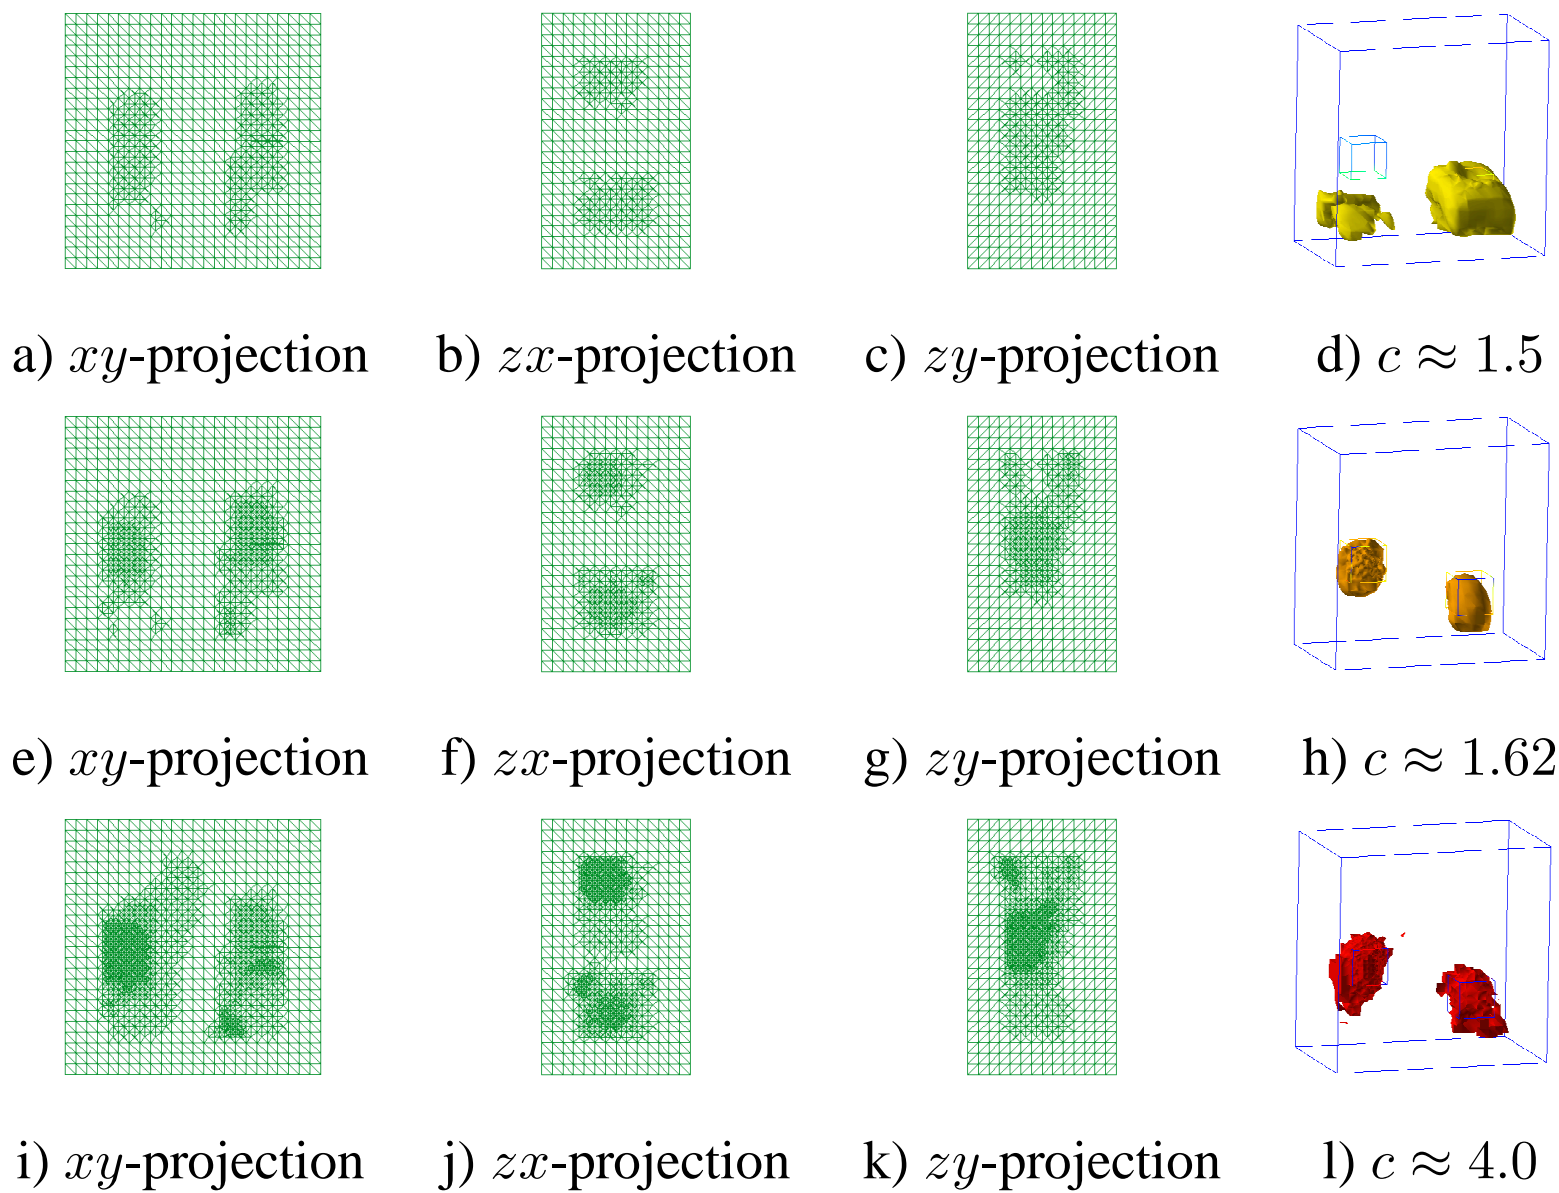 a) xy-projection b) zx-projection c) zy-projection d) c ≈ 1.5
e) xy-projection f) zx-projection g) zy-projection h) c ≈ 1.62
i) xy-projection j) zx-projection k) zy-projection l) c ≈ 4.0